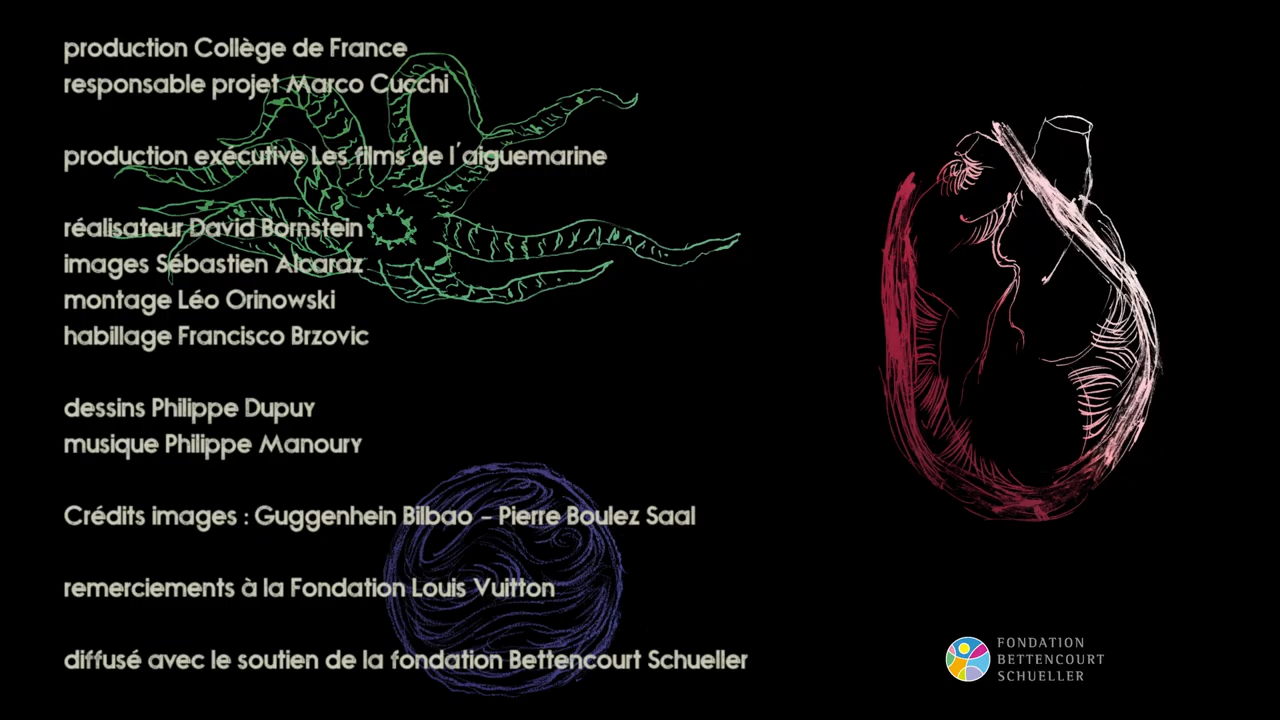 production Collège de France
responsable projet Marco Cucchi
production exécutive Les films de l'aiguemarine
réalisateur David Bornstein
images Sébastien Alcaraz
montage Léo Orinowski
habillage Francisco Brzovic
dessins Philippe Dupuy
musique Philippe Manoury
Crédits images : Guggenhein Bilbao - Pierre Boulez Saal
remerciements à la Fondation Louis Vuitton
diffusé avec le soutien de la fondation Bettencourt Schueller
FONDATION
BETTENCOURT
SCHUELLER